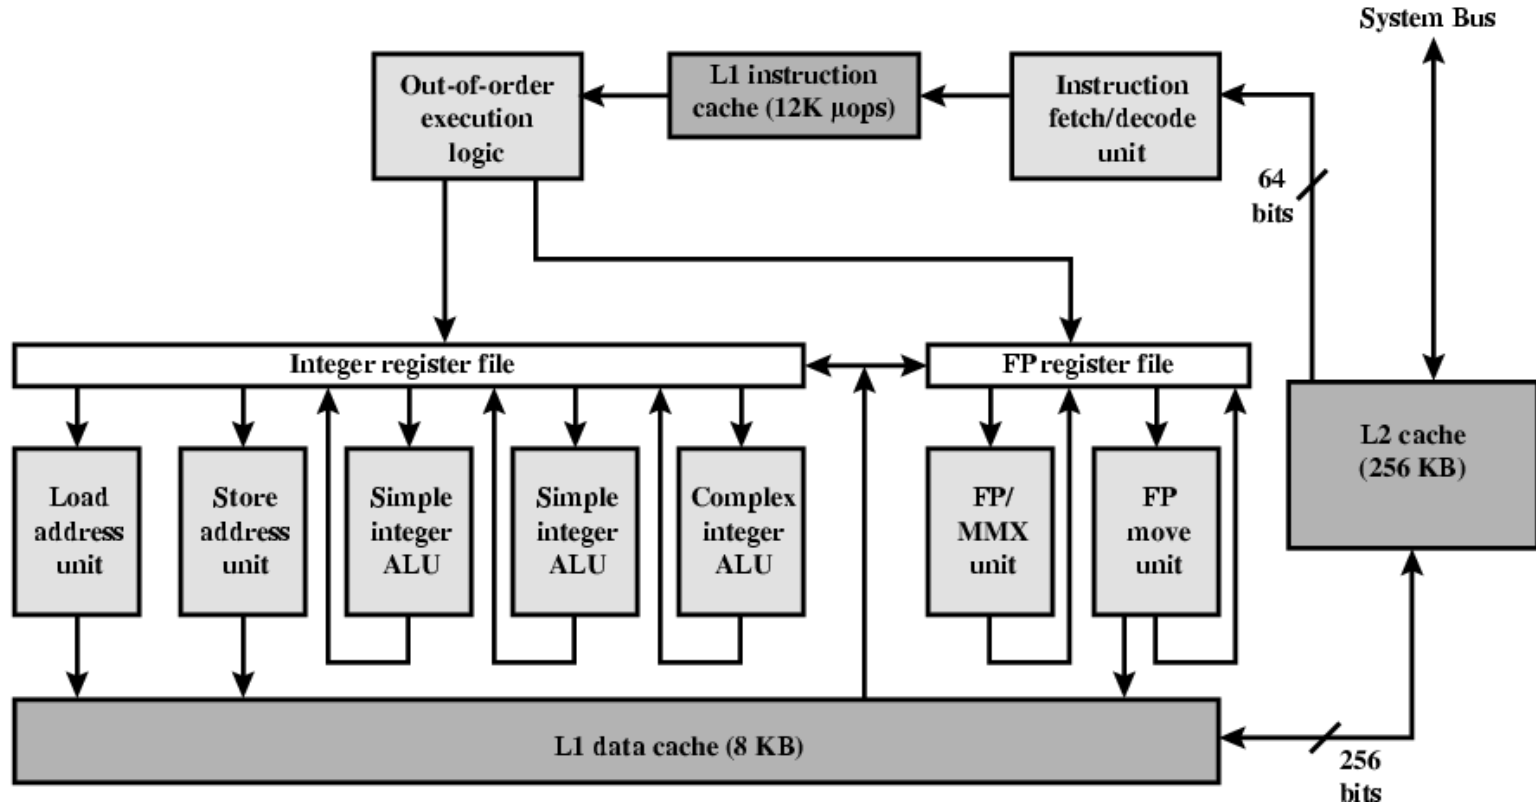 System Bus
Out-of-order
execution
logic
L1 instruction
cache (12K µops)
Instruction
fetch/decode
unit
64
bits
Integer register file
FP register file
L2 cache
(256 KB)
Load
address
unit
Store
address
unit
Simple
integer
ALU
Simple
integer
ALU
Complex
integer
ALU
FP/
MMX
unit
FP
move
unit
L1 data cache (8 KB)
256
bits